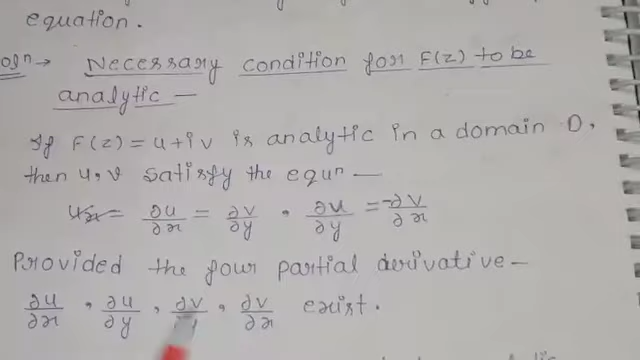 equation.
Solⁿ → Necessary condition for F(z) to be
analytic —
If F(z) = u + iv is analytic in a domain D,
then u, v satisfy the equⁿ —
∂u/∂x = ∂v/∂y , ∂u/∂y = -∂v/∂x
Provided the four partial derivative —
∂u/∂x , ∂u/∂y , ∂v/∂y , ∂v/∂x exist.